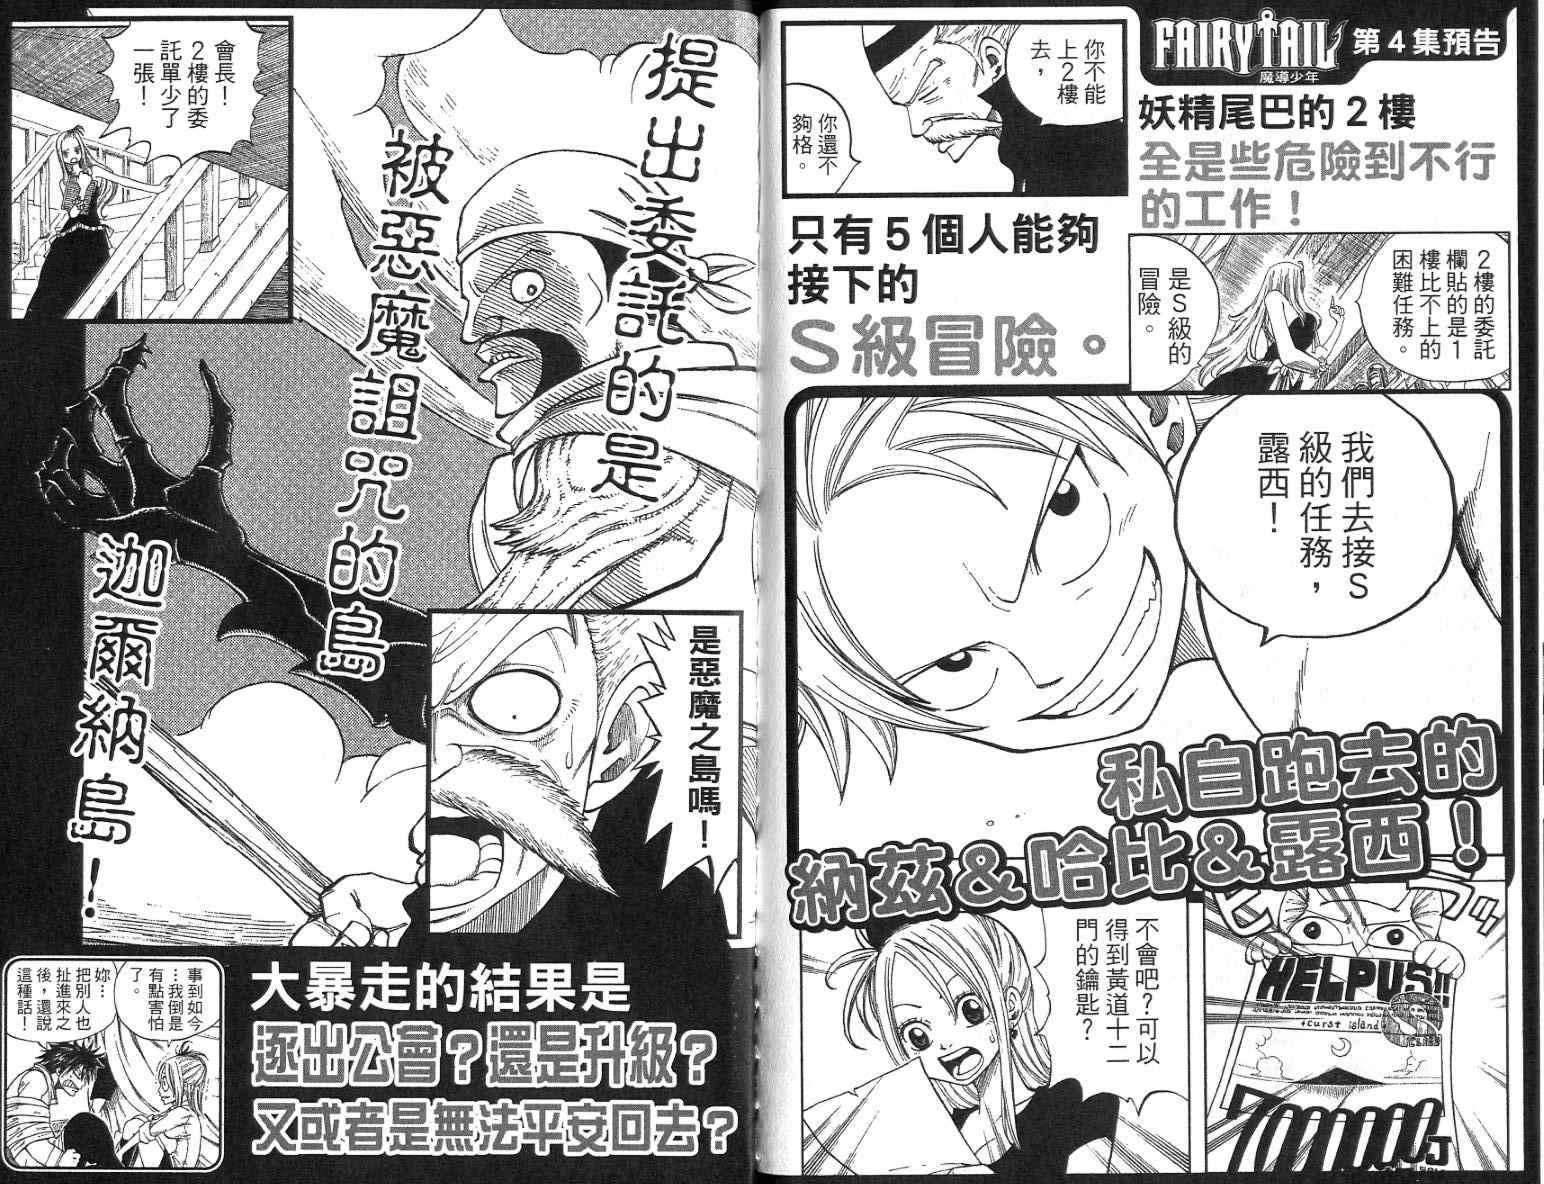 FAIRY TAIL
魔導少年
第4集預告
妖精尾巴的2樓
全是些危險到不行
的工作！
你不能
上2樓
去，
你還不
夠格。
2樓的委託
欄貼的是1
樓比不上的
困難任務。
是S級的
冒險。
只有5個人能夠
接下的
S級冒險。
我們去接S
級的任務，
露西！
私自跑去的
納茲&哈比&露西！
ヒラッ
HELP US!!
curst island
CLASS
7000000J
不會吧？可以
得到黃道十二
門的鑰匙？
會長！
2樓的委
託單少了
一張！
提出委託的是
被惡魔詛咒的島
迦爾納島！
是惡魔之島嗎！
大暴走的結果是
逐出公會？還是升級？
又或者是無法平安回去？
事到如今
…我倒是
有點害怕
了。
妳…
把別人也
扯進來之
後，還說
這種話！